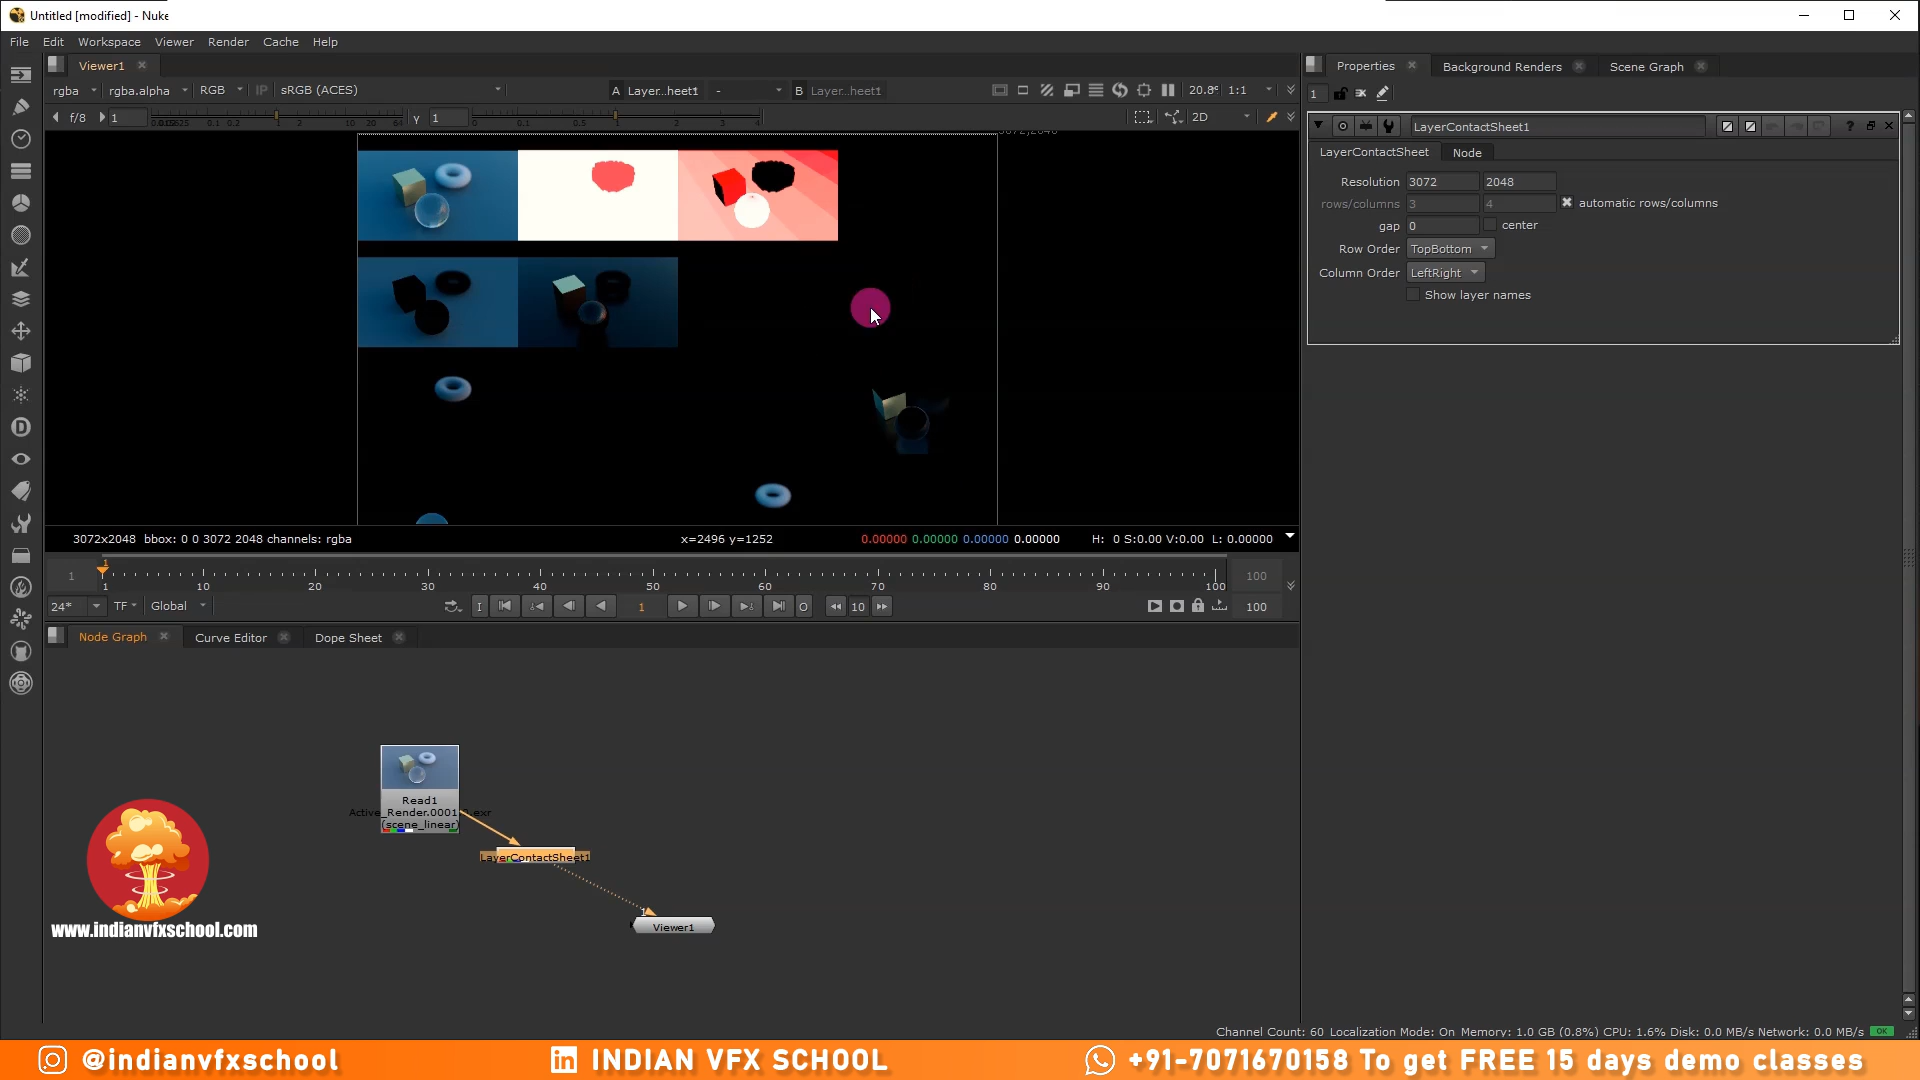 Untitled [modified] - Nuke
File Edit Workspace Viewer Render Cache Help
Viewer1
Properties Background Renders Scene Graph
rgba rgba.alpha RGB IP sRGB (ACES) A Layer...heet1 - B Layer...heet1 20.8% 1:1
1
f/8 1 γ 1 2D
LayerContactSheet1
LayerContactSheet Node
Resolution 3072 2048
rows/columns 3 4 automatic rows/columns
gap 0 center
Row Order TopBottom
Column Order LeftRight
Show layer names
3072x2048 bbox: 0 0 3072 2048 channels: rgba x=2496 y=1252 0.00000 0.00000 0.00000 0.00000 H: 0 S:0.00 V:0.00 L: 0.00000
1 1 100
1 10 20 30 40 50 60 70 80 90 100
24* TF Global I 1 O 10 100
Node Graph Curve Editor Dope Sheet
Read1
Active_Render.0001 .exr
(scene_linear)
LayerContactSheet1
1
Viewer1
www.indianvfxschool.com
Channel Count: 60 Localization Mode: On Memory: 1.0 GB (0.8%) CPU: 1.6% Disk: 0.0 MB/s Network: 0.0 MB/s OK
@indianvfxschool INDIAN VFX SCHOOL +91-7071670158 To get FREE 15 days demo classes